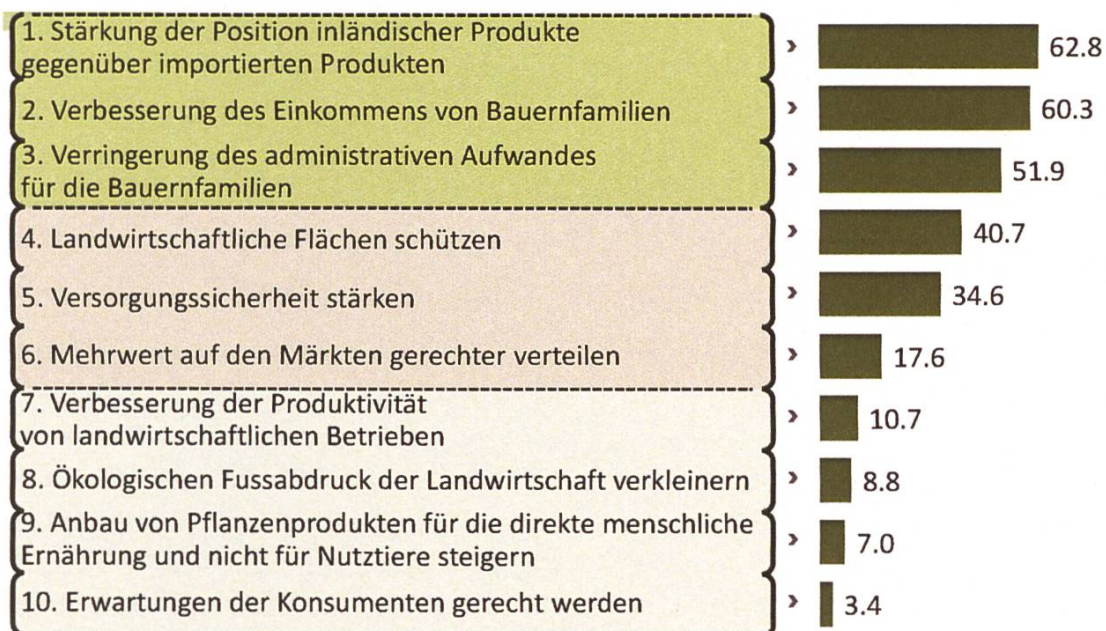 1. Stärkung der Position inländischer Produkte
gegenüber importierten Produkten
› 62.8
2. Verbesserung des Einkommens von Bauernfamilien › 60.3
3. Verringerung des administrativen Aufwandes
für die Bauernfamilien
› 51.9
4. Landwirtschaftliche Flächen schützen › 40.7
5. Versorgungssicherheit stärken › 34.6
6. Mehrwert auf den Märkten gerechter verteilen › 17.6
7. Verbesserung der Produktivität
von landwirtschaftlichen Betrieben
› 10.7
8. Ökologischen Fussabdruck der Landwirtschaft verkleinern › 8.8
9. Anbau von Pflanzenprodukten für die direkte menschliche
Ernährung und nicht für Nutztiere steigern
› 7.0
10. Erwartungen der Konsumenten gerecht werden › 3.4